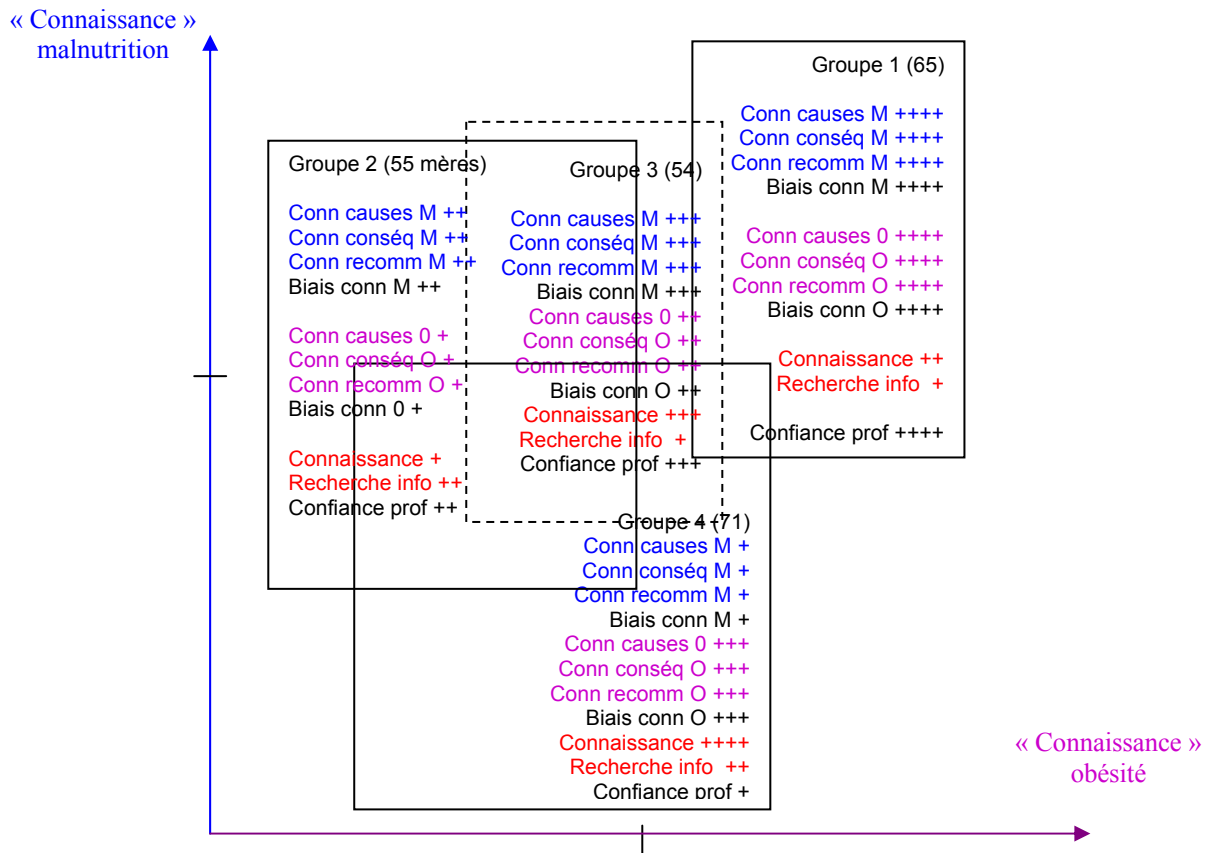 « Connaissance »
malnutrition
Groupe 1 (65)
Conn causes M ++++
Conn conséq M ++++
Conn recomm M ++++
Biais conn M ++++
Conn causes 0 ++++
Conn conséq O ++++
Conn recomm O ++++
Biais conn O ++++
Connaissance ++
Recherche info +
Confiance prof ++++
Groupe 2 (55 mères)
Conn causes M ++
Conn conséq M ++
Conn recomm M ++
Biais conn M ++
Conn causes 0 +
Conn conséq O +
Conn recomm O +
Biais conn 0 +
Connaissance +
Recherche info ++
Confiance prof ++
Groupe 3 (54)
Conn causes M +++
Conn conséq M +++
Conn recomm M +++
Biais conn M +++
Conn causes 0 ++
Conn conséq O ++
Conn recomm O ++
Biais conn O ++
Connaissance +++
Recherche info +
Confiance prof +++
Groupe 4 (71)
Conn causes M +
Conn conséq M +
Conn recomm M +
Biais conn M +
Conn causes 0 +++
Conn conséq O +++
Conn recomm O +++
Biais conn O +++
Connaissance ++++
Recherche info ++
Confiance prof +
« Connaissance »
obésité